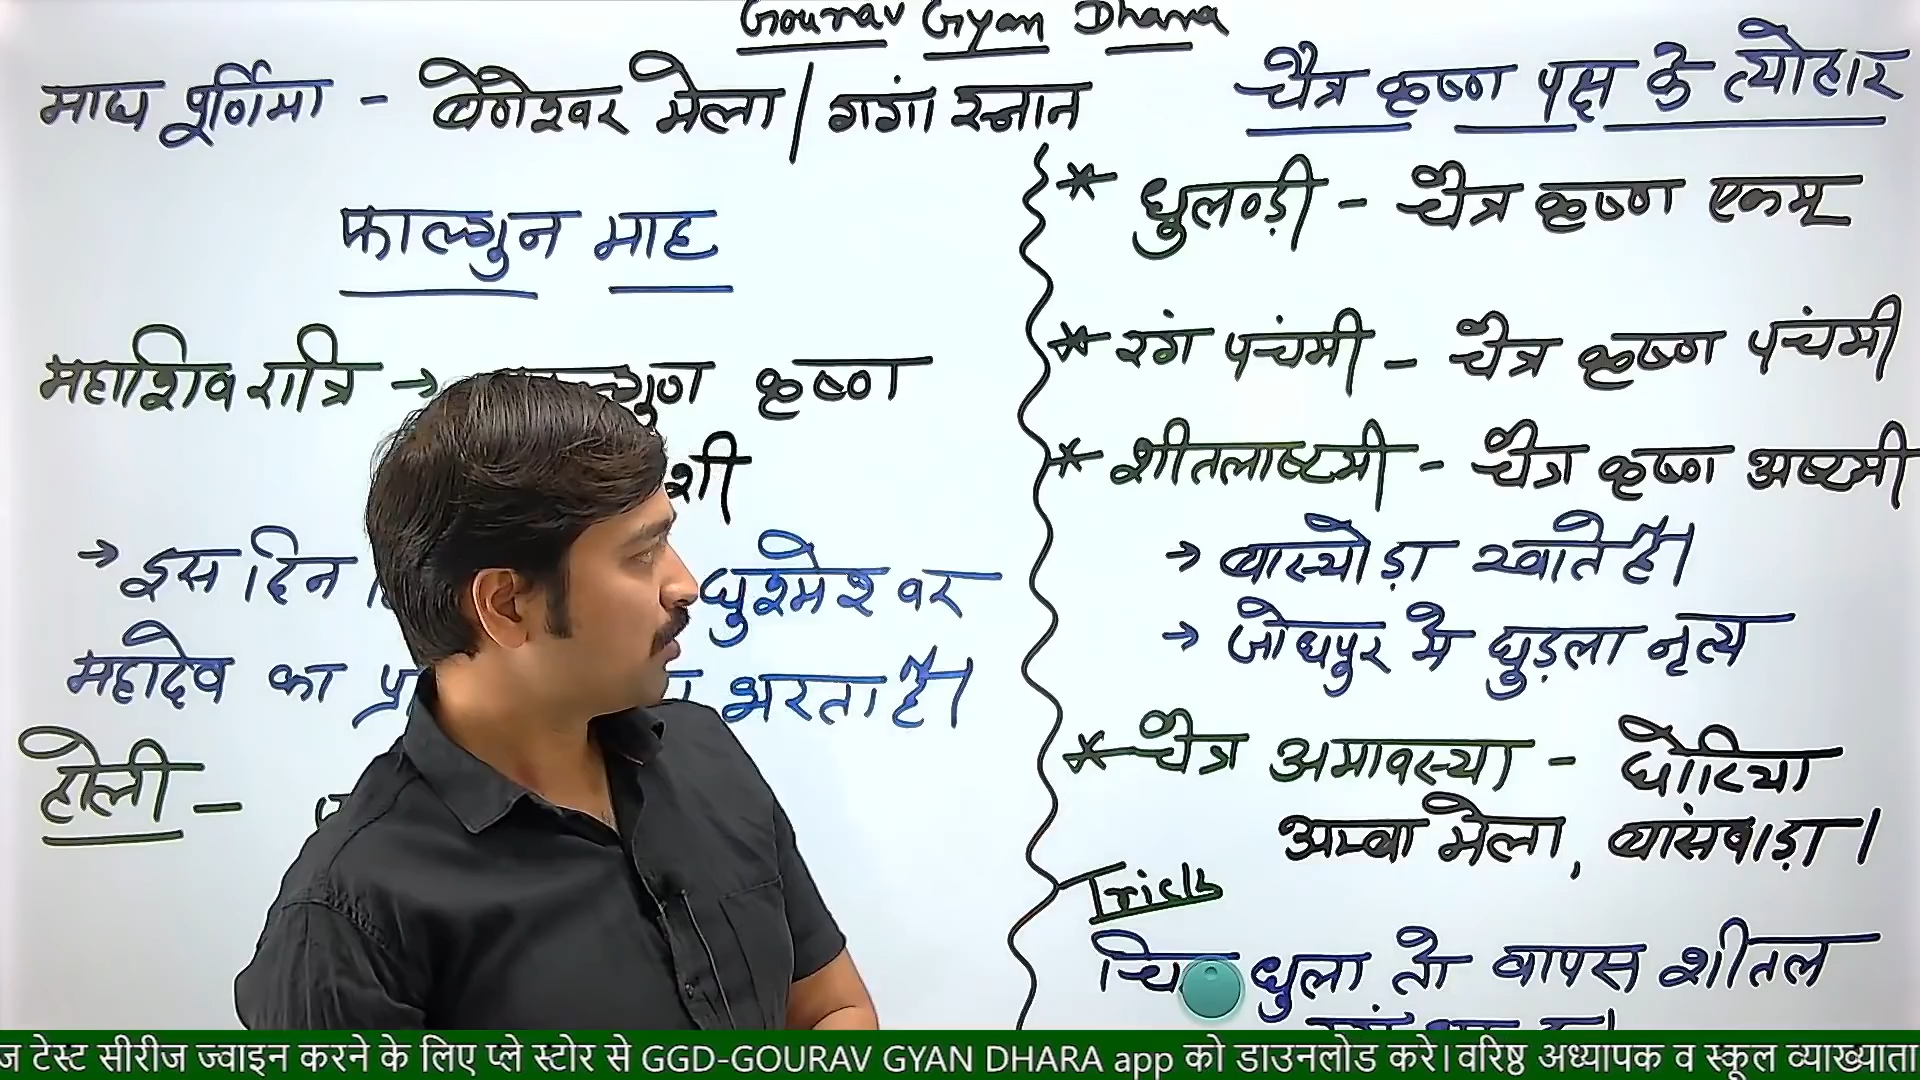 Gourav Gyan Dhara
माघ पूर्णिमा - बेणेश्वर मेला / गंगा स्नान
फाल्गुन माह
महाशिवरात्रि → कृष्ण
शी
→ इस दिन घुश्मेश्वर
महादेव का भरता है।
होली -
चैत्र कृष्ण पक्ष के त्योहार
* धुलण्ड़ी - चैत्र कृष्ण एकम्
* रंग पंचमी - चैत्र कृष्ण पंचमी
* शीतलाष्टमी - चैत्र कृष्ण अष्टमी
→ बास्योड़ा खाते है।
→ जोधपुर मे घुड़ला नृत्य
* चैत्र अमावस्या - घोटिया
अम्बा मेला, बांसवाड़ा।
Trick
धुला तो वापस शीतल
ज टेस्ट सीरीज ज्वाइन करने के लिए प्ले स्टोर से GGD-GOURAV GYAN DHARA app को डाउनलोड करे। वरिष्ठ अध्यापक व स्कूल व्याख्याता